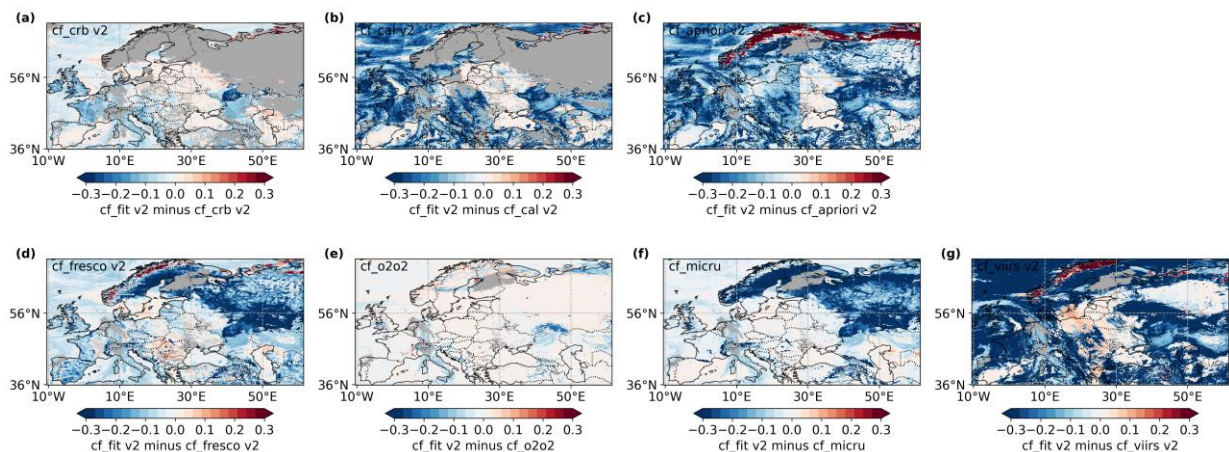 (a) (b) (c)
cf_crb v2 cf_cal v2 cf_apriori v2
56°N 56°N 56°N
36°N 36°N 36°N
10°W 10°E 30°E 50°E 10°W 10°E 30°E 50°E 10°W 10°E 30°E 50°E
−0.3−0.2−0.1 0.0 0.1 0.2 0.3 −0.3−0.2−0.1 0.0 0.1 0.2 0.3 −0.3−0.2−0.1 0.0 0.1 0.2 0.3
cf_fit v2 minus cf_crb v2 cf_fit v2 minus cf_cal v2 cf_fit v2 minus cf_apriori v2
(d) (e) (f) (g)
cf_fresco v2 cf_o2o2 cf_micru cf_viirs v2
56°N 56°N 56°N 56°N
36°N 36°N 36°N 36°N
10°W 10°E 30°E 50°E 10°W 10°E 30°E 50°E 10°W 10°E 30°E 50°E 10°W 10°E 30°E 50°E
−0.3−0.2−0.1 0.0 0.1 0.2 0.3 −0.3−0.2−0.1 0.0 0.1 0.2 0.3 −0.3−0.2−0.1 0.0 0.1 0.2 0.3 −0.3−0.2−0.1 0.0 0.1 0.2 0.3
cf_fit v2 minus cf_fresco v2 cf_fit v2 minus cf_o2o2 cf_fit v2 minus cf_micru cf_fit v2 minus cf_viirs v2